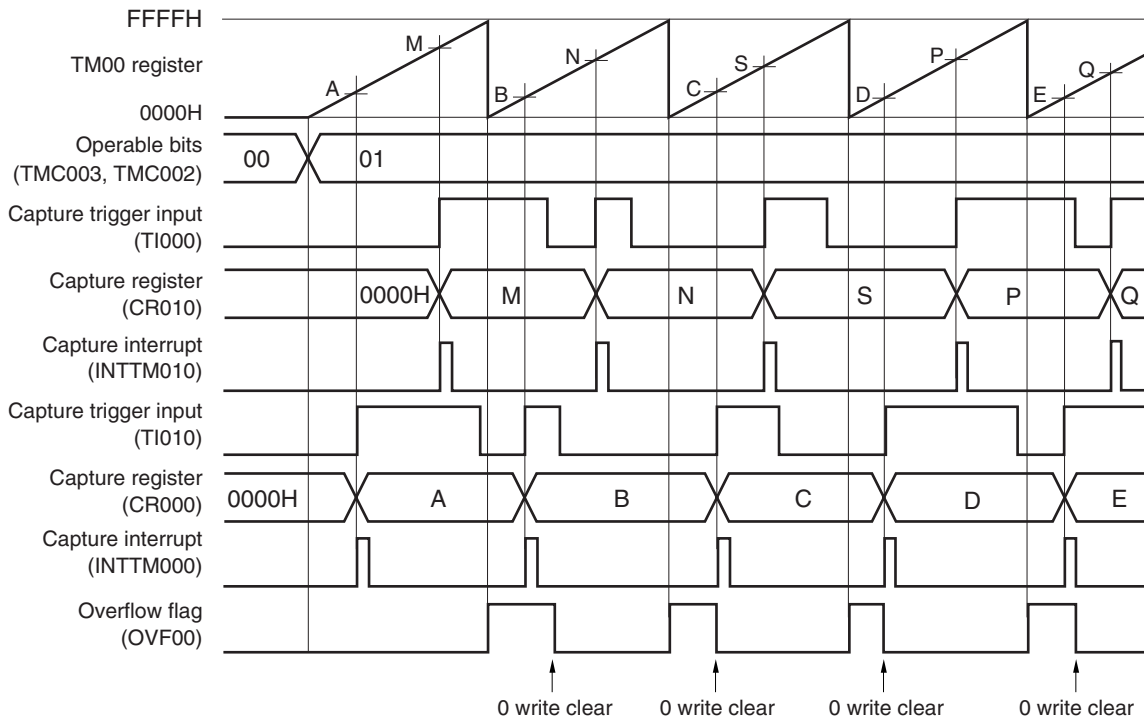 FFFFH
TM00 register
0000H
A M B N C S D P E Q
Operable bits
(TMC003, TMC002)
00 01
Capture trigger input
(TI000)
Capture register
(CR010)
0000H M N S P Q
Capture interrupt
(INTTM010)
Capture trigger input
(TI010)
Capture register
(CR000)
0000H A B C D E
Capture interrupt
(INTTM000)
Overflow flag
(OVF00)
0 write clear 0 write clear 0 write clear 0 write clear